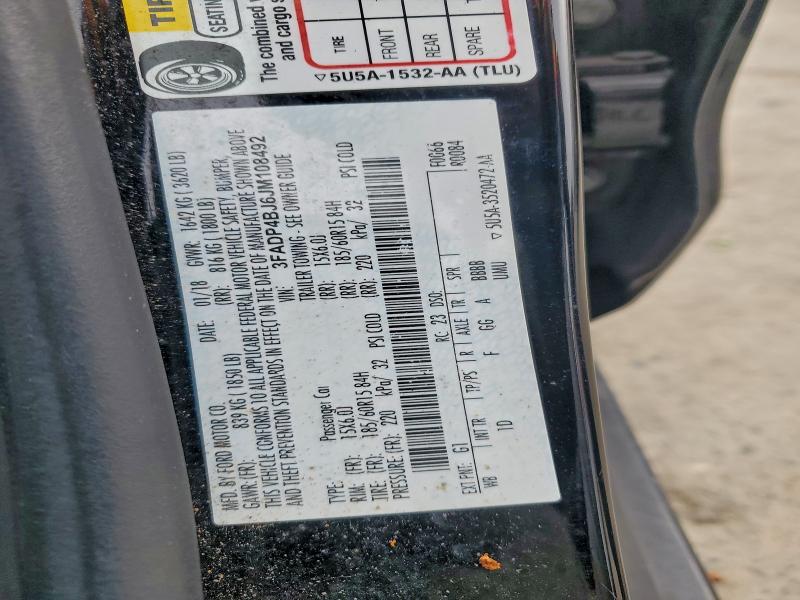 TIR
SEATIN
The combined
and cargo
TIRE
FRONT
REAR
SPARE
▽ 5U5A-1532-AA (TLU)
MFD. BY FORD MOTOR CO.
DATE: 01/18 GVWR: 1642 KG ( 3620 LB)
GAWR: (FR): 839 KG ( 1850 LB) (RR): 816 KG ( 1800 LB)
THIS VEHICLE CONFORMS TO ALL APPLICABLE FEDERAL MOTOR VEHICLE SAFETY, BUMPER,
AND THEFT PREVENTION STANDARDS IN EFFECT ON THE DATE OF MANUFACTURE SHOWN ABOVE
VIN: 3FADP4BJ6JM108492
TYPE: Passenger Car TRAILER TOWING - SEE OWNER GUIDE
RIM: (FR): 15X6.0J (RR): 15X6.0J
TIRE: (FR): 185/60R15 84H (RR): 185/60R15 84H
PRESSURE (FR): 220 kPa/ 32 PSI COLD (RR): 220 kPa/ 32 PSI COLD
F0G66
R0084
EXT PNT: G1 RC: 23 DSO:
WB INT TR TP/PS R AXLE TR SPR
1D F GG A BBBB
UMU ▽ 5U5A-3520472-AA